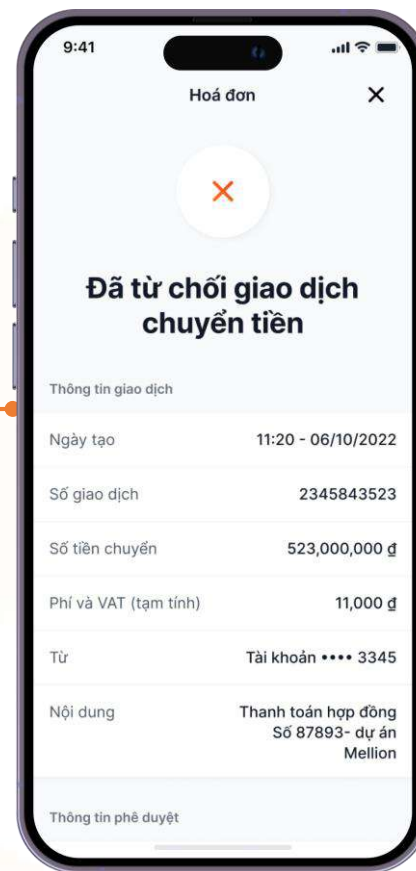 9:41
Hoá đơn
Đã từ chối giao dịch
chuyển tiền
Thông tin giao dịch
Ngày tạo 11:20 - 06/10/2022
Số giao dịch 2345843523
Số tiền chuyển 523,000,000 ₫
Phí và VAT (tạm tính) 11,000 ₫
Từ Tài khoản •••• 3345
Nội dung Thanh toán hợp đồng
Số 87893- dự án
Mellion
Thông tin phê duyệt